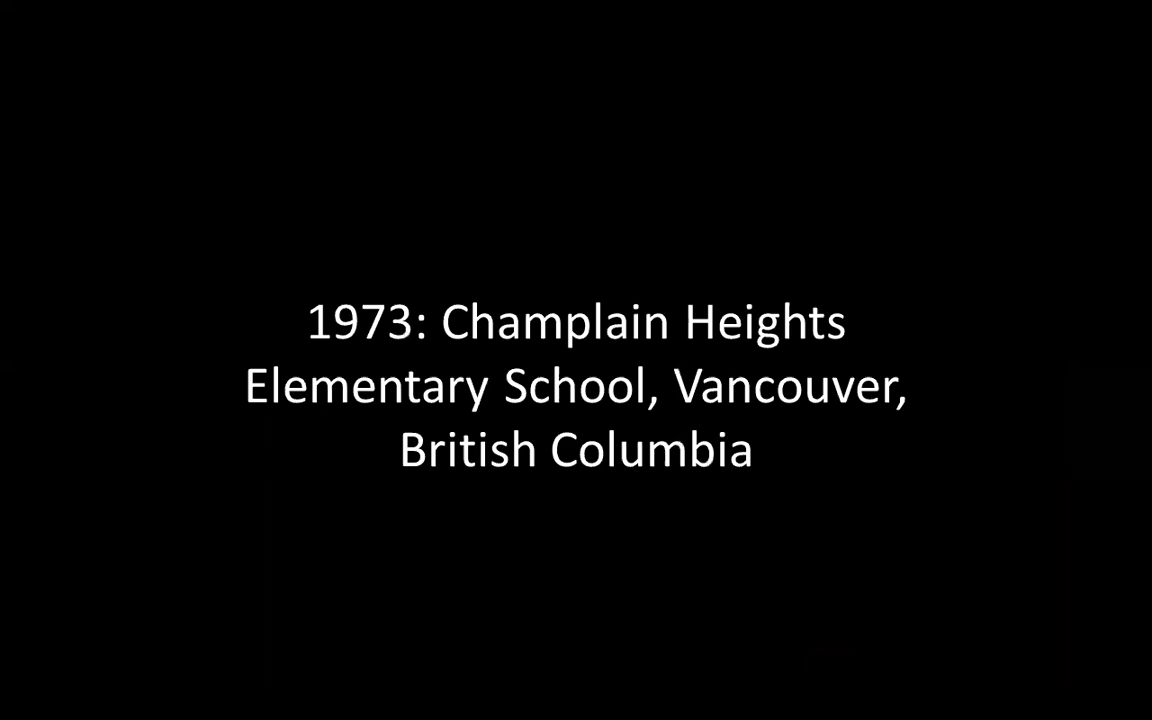 1973: Champlain Heights
Elementary School, Vancouver,
British Columbia